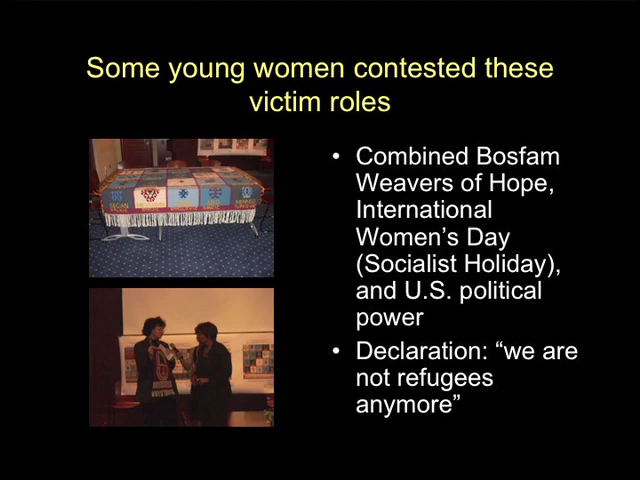 Some young women contested these
victim roles
• Combined Bosfam
Weavers of Hope,
International
Women’s Day
(Socialist Holiday),
and U.S. political
power
• Declaration: “we are
not refugees
anymore”